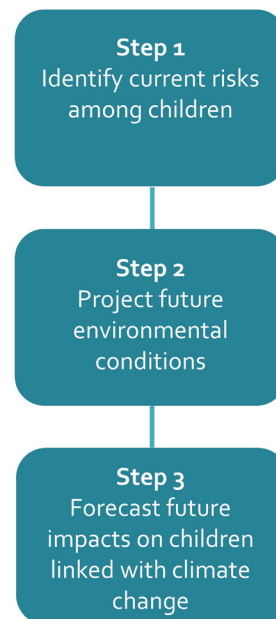 Step 1
Identify current risks
among children
Step 2
Project future
environmental
conditions
Step 3
Forecast future
impacts on children
linked with climate
change